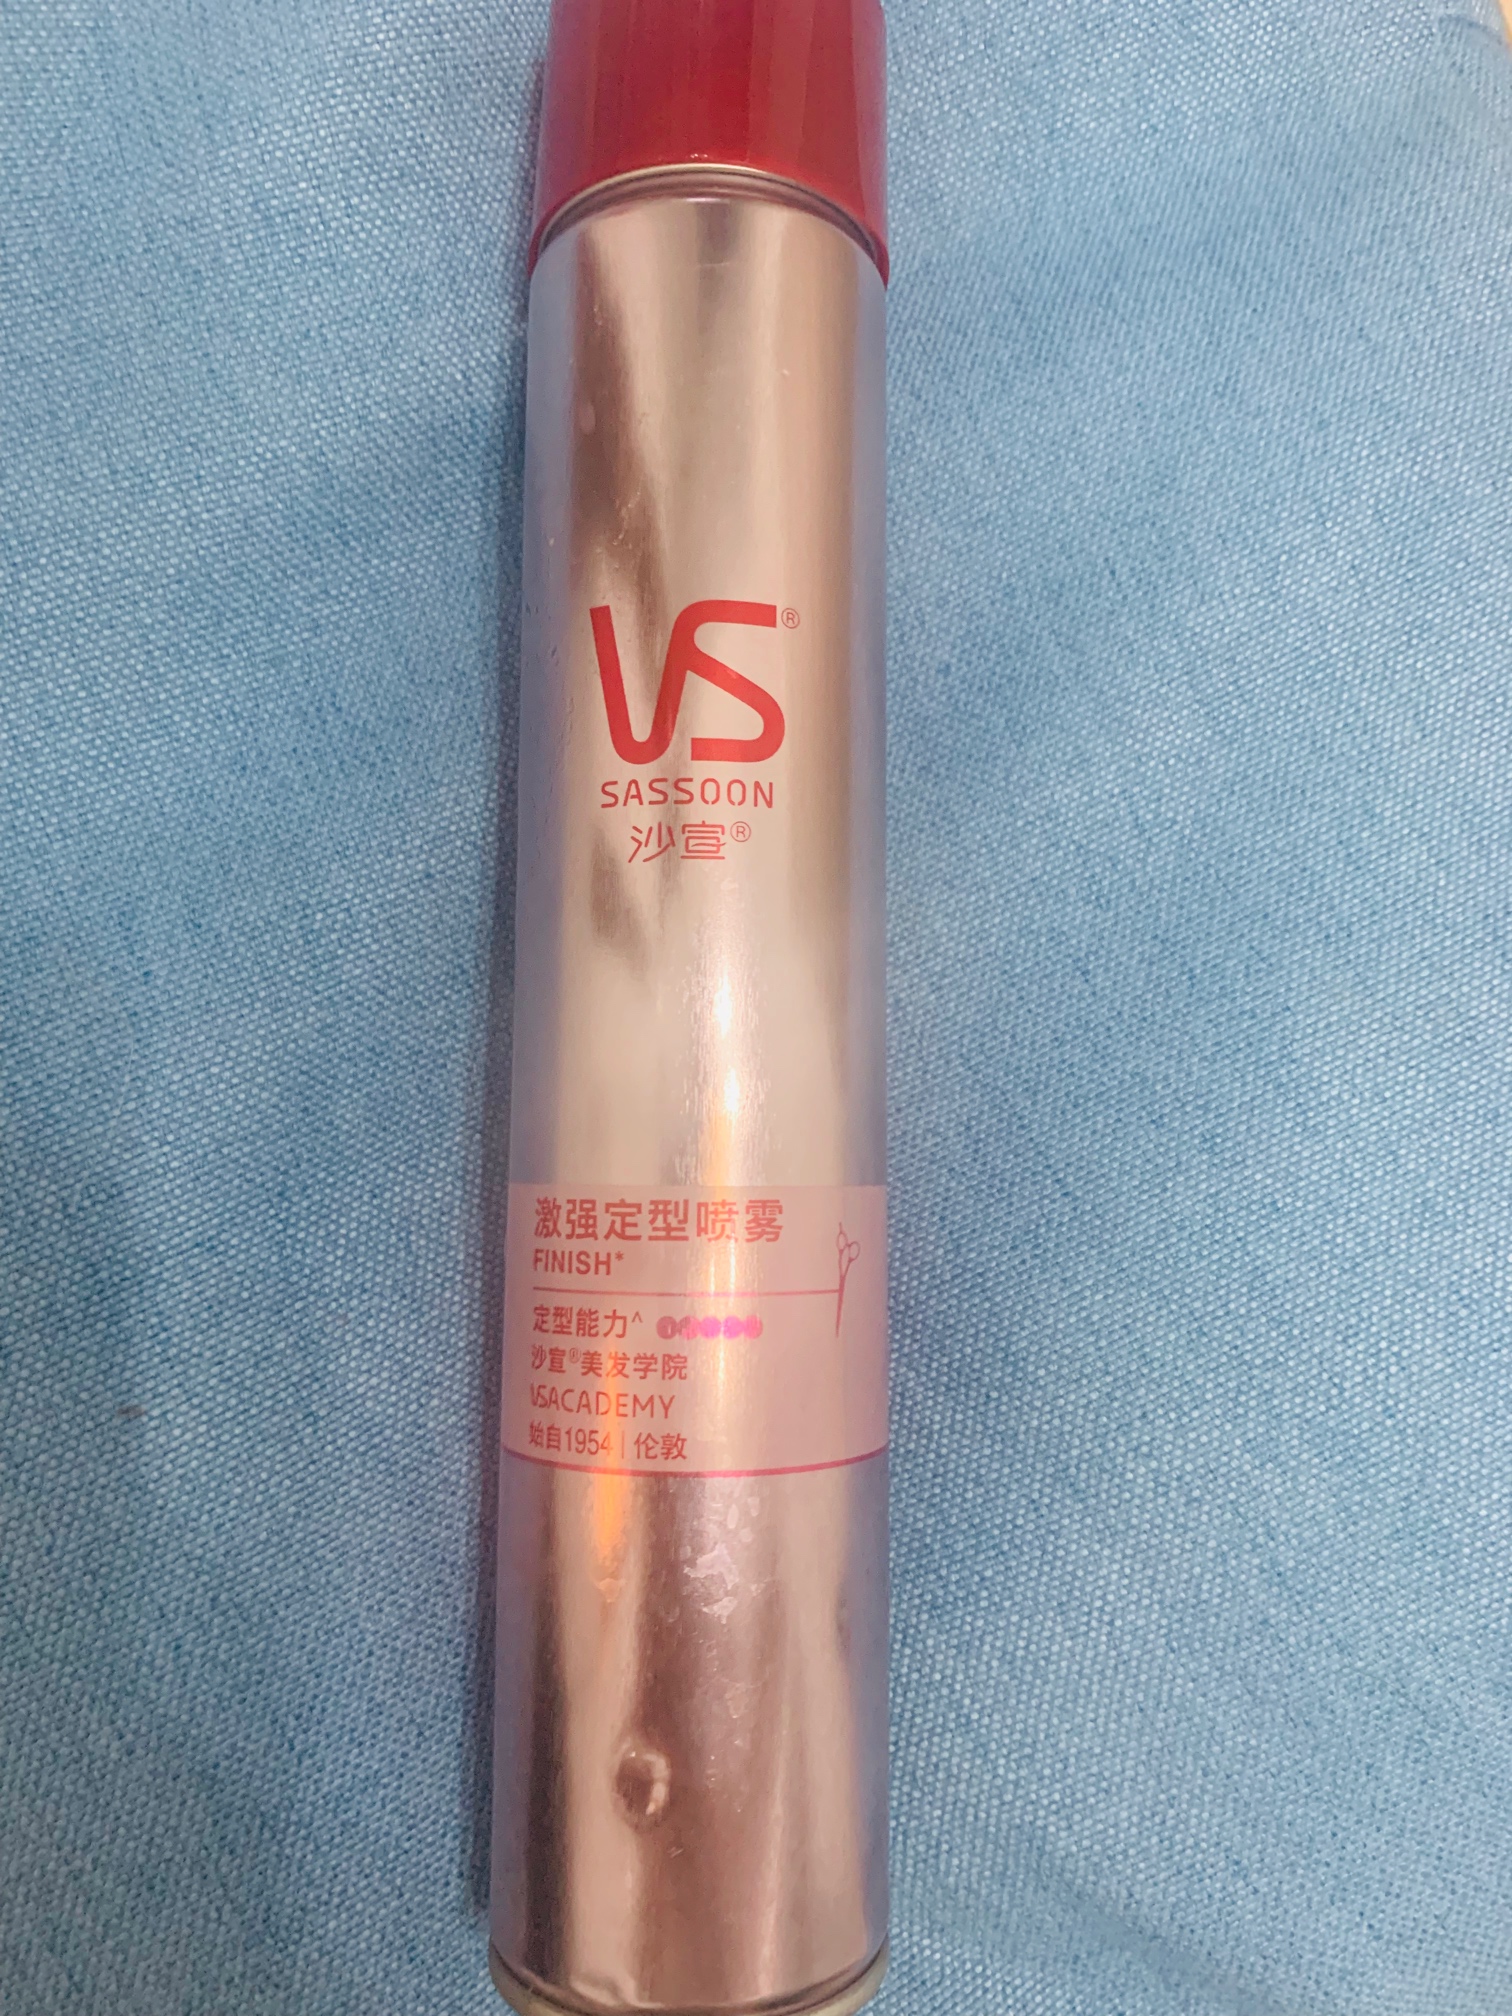 VS®
SASSOON
沙宣®
激强定型喷雾
FINISH*
定型能力^
沙宣®美发学院
VSACADEMY
始自1954|伦敦